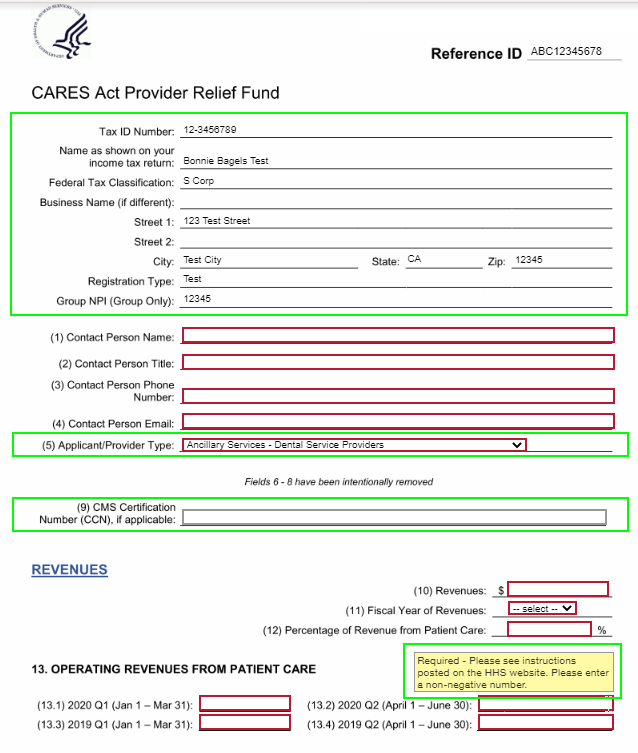 Reference ID ABC12345678
CARES Act Provider Relief Fund
Tax ID Number: 12-3456789
Name as shown on your
income tax return: Bonnie Bagels Test
Federal Tax Classification: S Corp
Business Name (if different):
Street 1: 123 Test Street
Street 2:
City: Test City State: CA Zip: 12345
Registration Type: Test
Group NPI (Group Only): 12345
(1) Contact Person Name:
(2) Contact Person Title:
(3) Contact Person Phone
Number:
(4) Contact Person Email:
(5) Applicant/Provider Type: Ancillary Services - Dental Service Providers
Fields 6 - 8 have been intentionally removed
(9) CMS Certification
Number (CCN), if applicable:
REVENUES
(10) Revenues: $
(11) Fiscal Year of Revenues: -- select --
(12) Percentage of Revenue from Patient Care: %
Required - Please see instructions
posted on the HHS website. Please enter
a non-negative number.
13. OPERATING REVENUES FROM PATIENT CARE
(13.1) 2020 Q1 (Jan 1 – Mar 31): (13.2) 2020 Q2 (April 1 – June 30):
(13.3) 2019 Q1 (Jan 1 – Mar 31): (13.4) 2019 Q2 (April 1 – June 30):